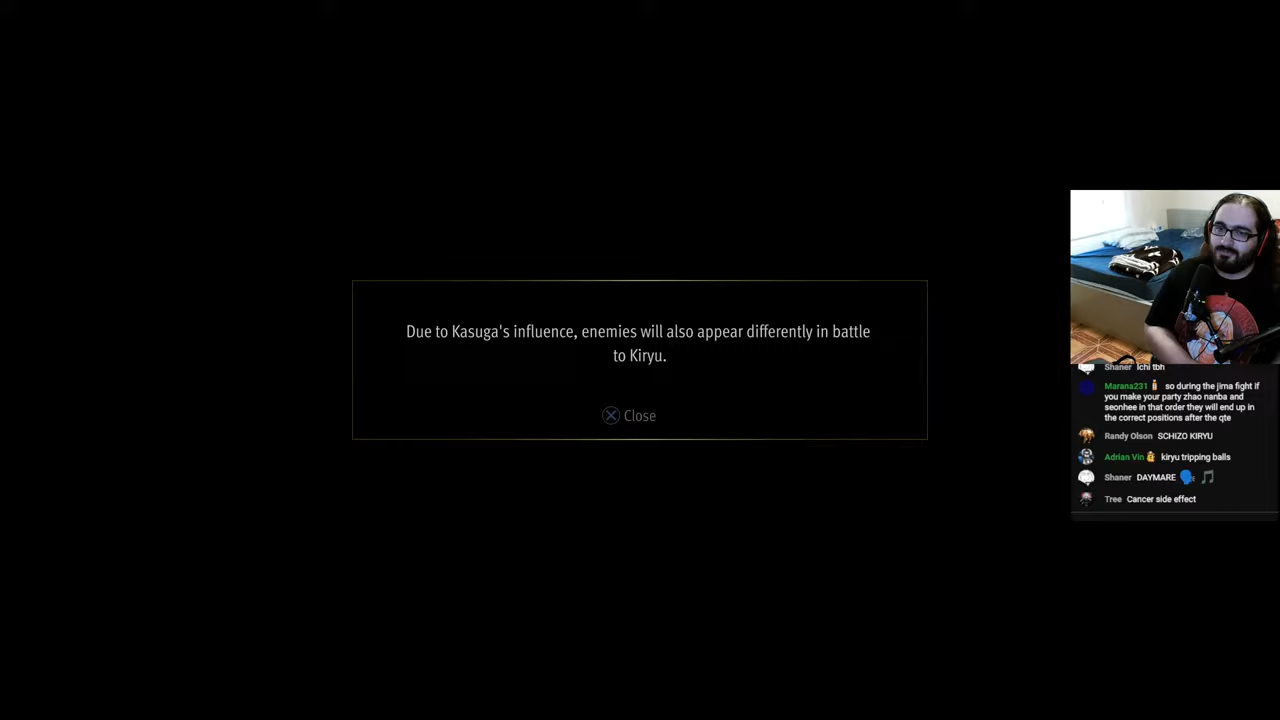 Due to Kasuga's influence, enemies will also appear differently in battle
to Kiryu.
Close
Shaner Ichi tbh
Marana231 so during the jima fight if
you make your party zhao nanba and
seonhee in that order they will end up in
the correct positions after the qte
Randy Olson SCHIZO KIRYU
Adrian Vin kiryu tripping balls
Shaner DAYMARE 🗣️ 🎵
Tree Cancer side effect